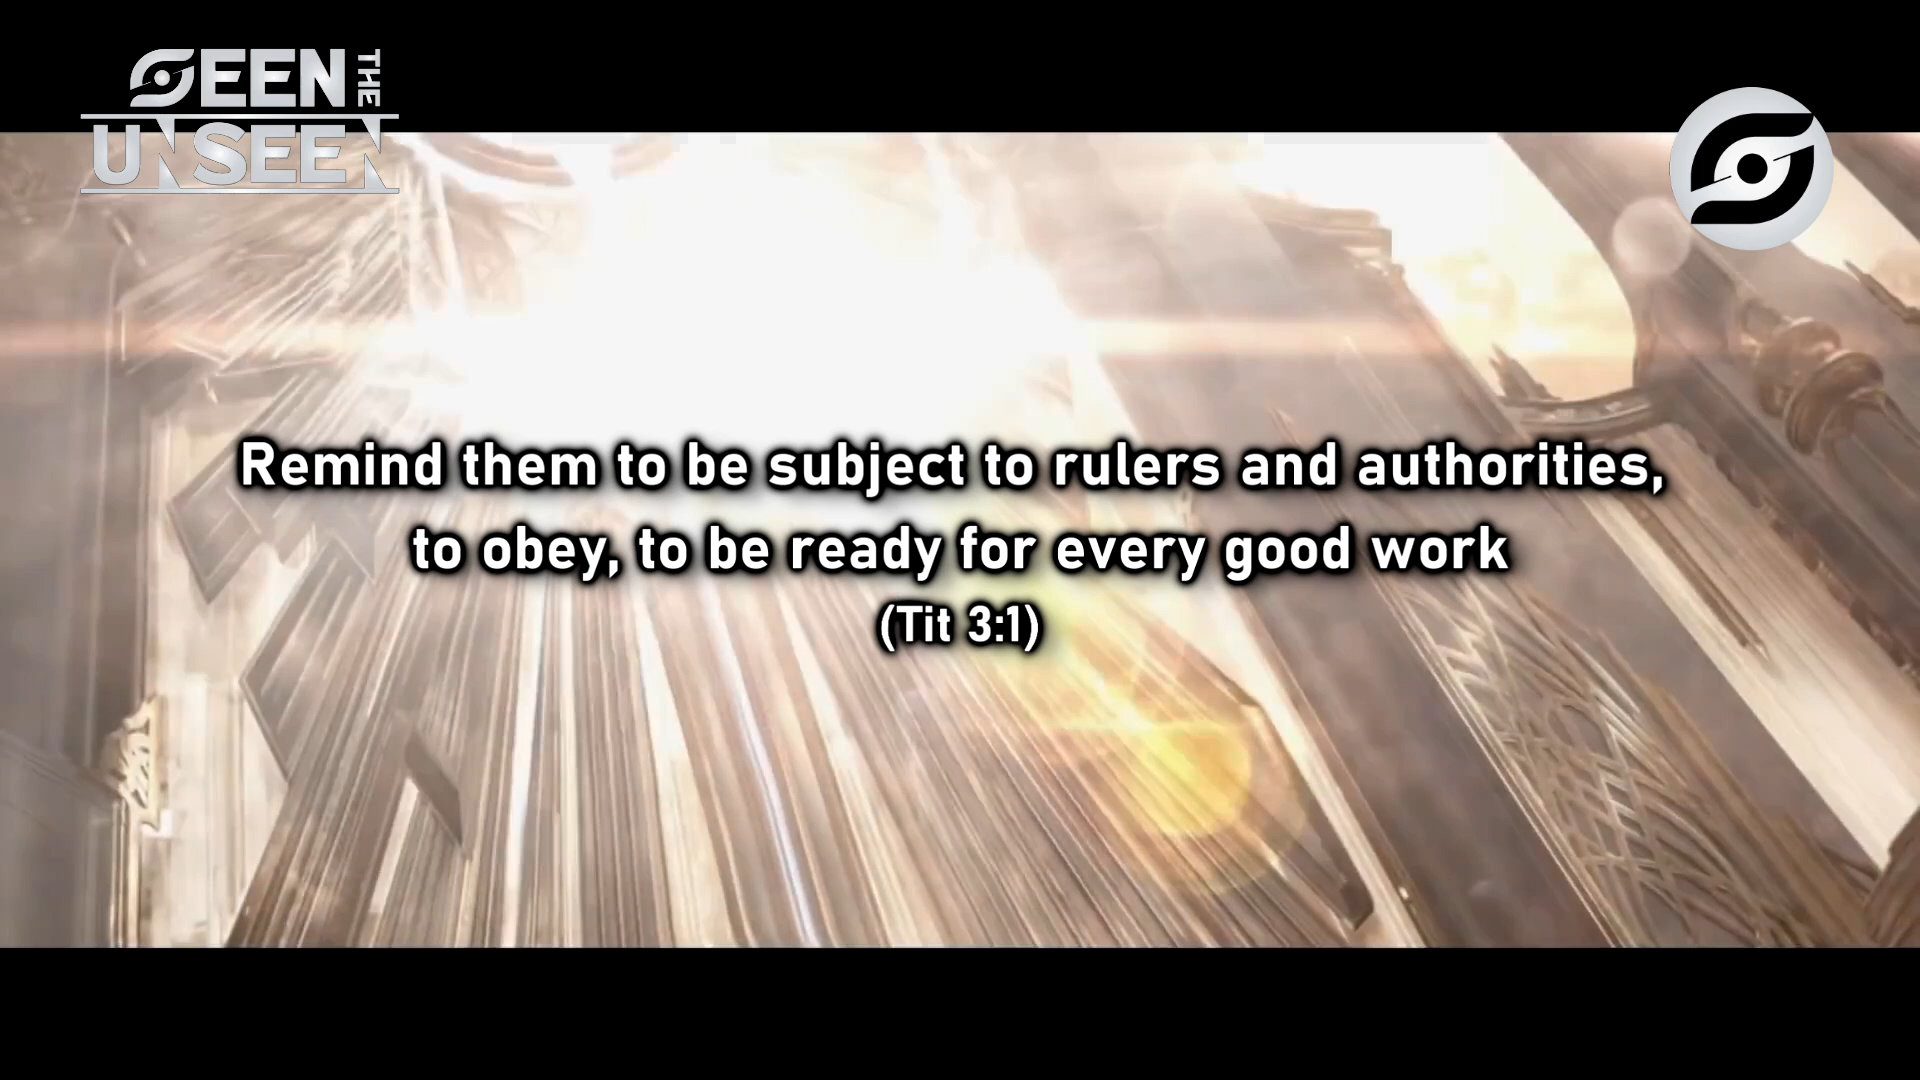 SEEN THE
UNSEEN
Remind them to be subject to rulers and authorities,
to obey, to be ready for every good work
(Tit 3:1)